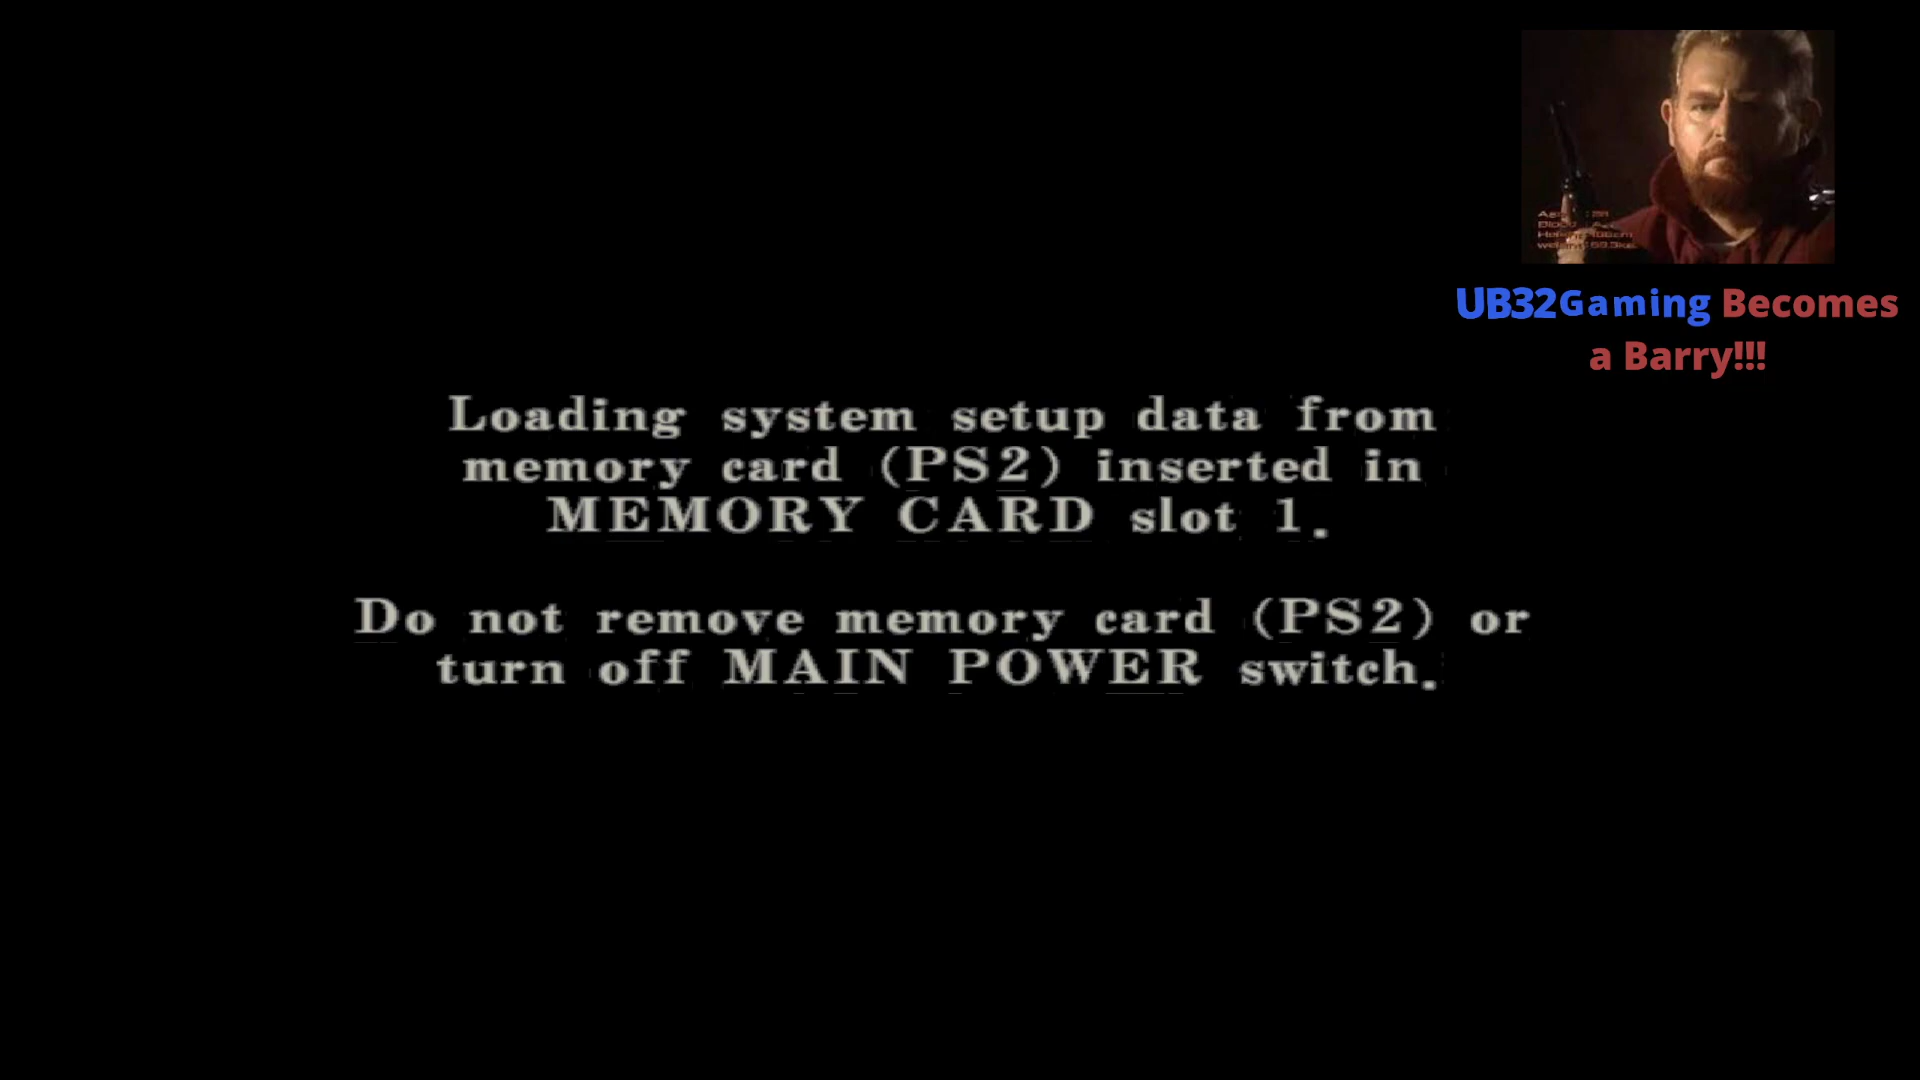 UB32Gaming Becomes
a Barry!!!
Loading system setup data from
memory card (PS2) inserted in
MEMORY CARD slot 1.
Do not remove memory card (PS2) or
turn off MAIN POWER switch.